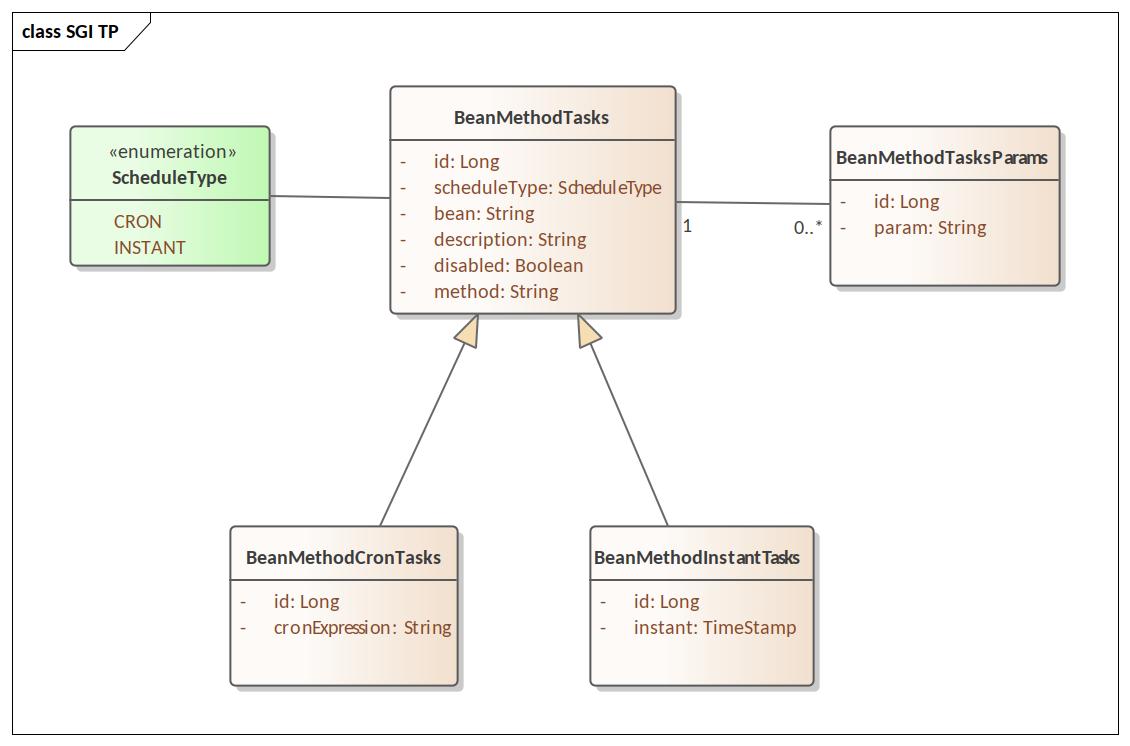 class SGI TP
«enumeration»
ScheduleType
CRON
INSTANT
BeanMethodTasks
- id: Long
- scheduleType: ScheduleType
- bean: String
- description: String
- disabled: Boolean
- method: String
1
0..*
BeanMethodTasksParams
- id: Long
- param: String
BeanMethodCronTasks
- id: Long
- cronExpression: String
BeanMethodInstantTasks
- id: Long
- instant: TimeStamp